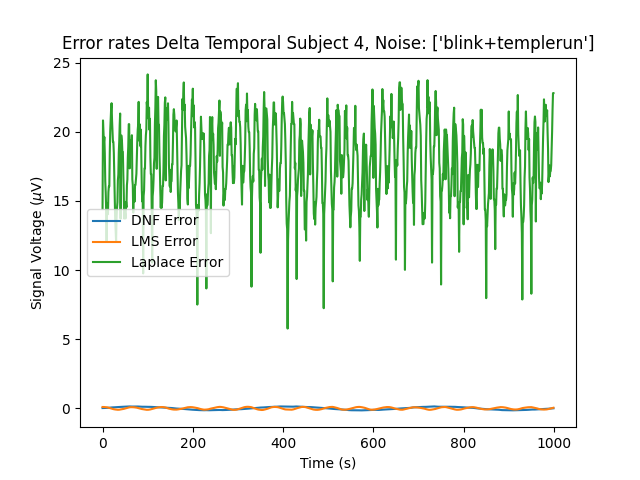 Error rates Delta Temporal Subject 4, Noise: ['blink+templerun']
Signal Voltage (μV)
25
20
15
10
5
0
DNF Error
LMS Error
Laplace Error
0 200 400 600 800 1000
Time (s)